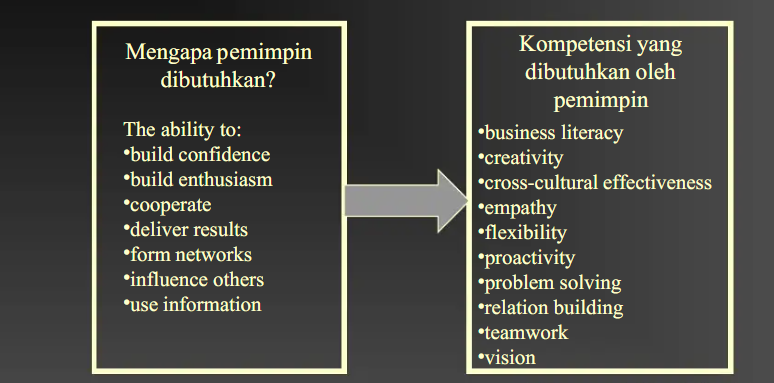 Mengapa pemimpin
dibutuhkan?
The ability to:
•build confidence
•build enthusiasm
•cooperate
•deliver results
•form networks
•influence others
•use information
Kompetensi yang
dibutuhkan oleh
pemimpin
•business literacy
•creativity
•cross-cultural effectiveness
•empathy
•flexibility
•proactivity
•problem solving
•relation building
•teamwork
•vision